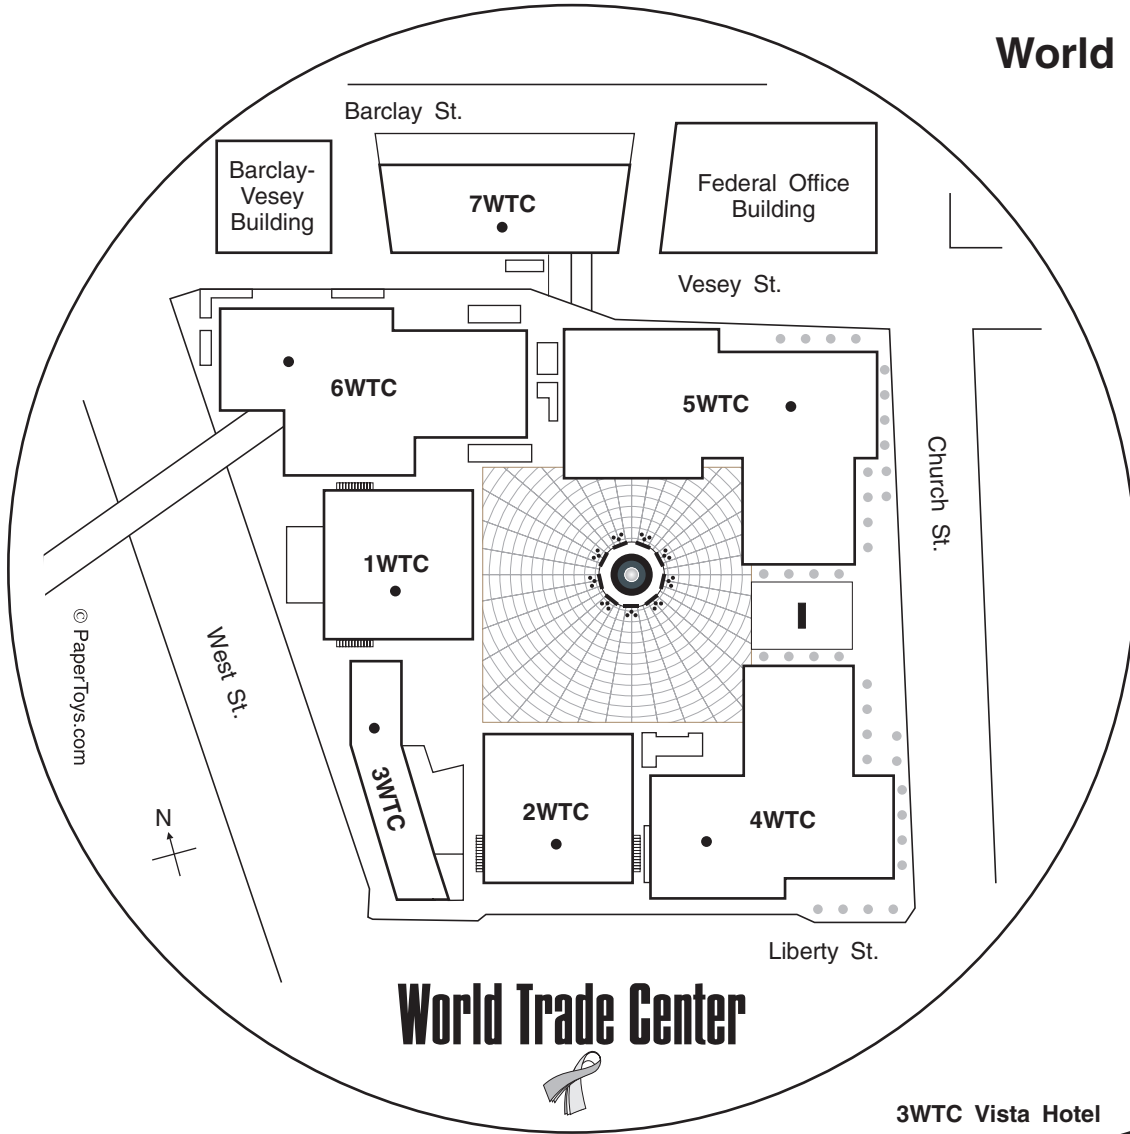 World
Barclay St.
Barclay-
Vesey
Building
7WTC
Federal Office
Building
Vesey St.
6WTC
5WTC
Church St.
1WTC
© PaperToys.com
West St.
3WTC
N
2WTC
4WTC
Liberty St.
World Trade Center
3WTC Vista Hotel